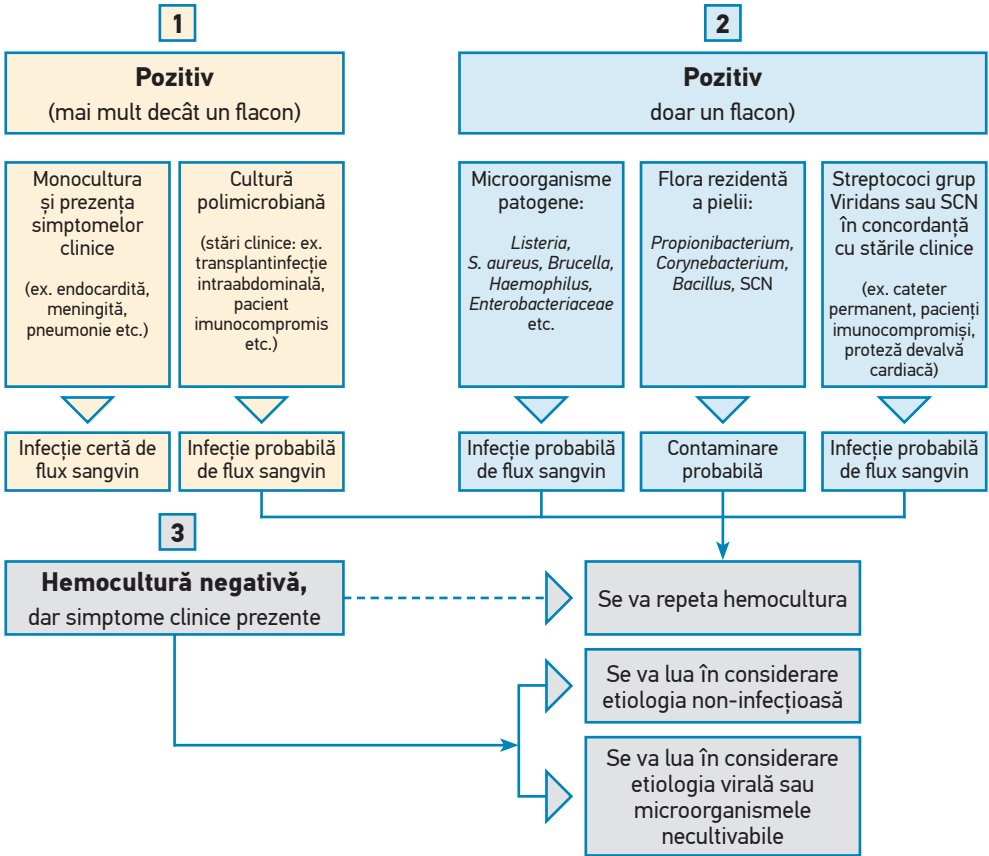 1
Pozitiv
(mai mult decât un flacon)
Monocultura
și prezența
simptomelor
clinice
(ex. endocardită,
meningită,
pneumonie etc.)
Cultură
polimicrobiană
(stări clinice: ex.
transplantinfecție
intraabdominală,
pacient
imunocompromis
etc.)
Infecție certă de
flux sangvin
Infecție probabilă
de flux sangvin
2
Pozitiv
doar un flacon)
Microorganisme
patogene:
Listeria,
S. aureus, Brucella,
Haemophilus,
Enterobacteriaceae
etc.
Flora rezidentă
a pielii:
Propionibacterium,
Corynebacterium,
Bacillus, SCN
Streptococi grup
Viridans sau SCN
în concordanță
cu stările clinice
(ex. cateter
permanent, pacienți
imunocompromiși,
proteză devalvă
cardiacă)
Infecție probabilă
de flux sangvin
Contaminare
probabilă
Infecție probabilă
de flux sangvin
3
Hemocultură negativă,
dar simptome clinice prezente
Se va repeta hemocultura
Se va lua în considerare
etiologia non-infecțioasă
Se va lua în considerare
etiologia virală sau
microorganismele
necultivabile